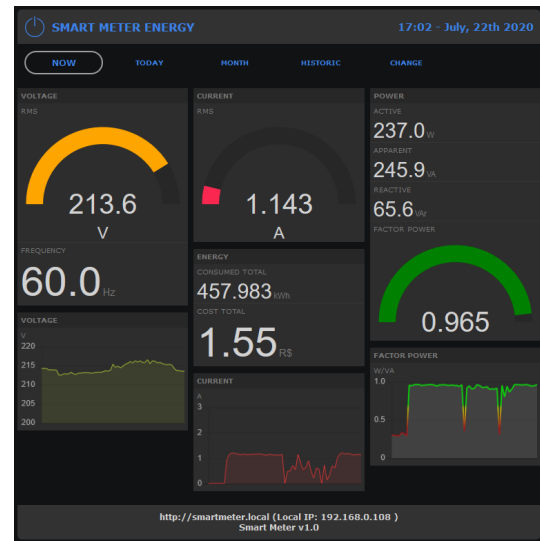 SMART METER ENERGY
17:02 - July, 22th 2020
NOW
TODAY
MONTH
HISTORIC
CHANGE
VOLTAGE
RMS
213.6
V
FREQUENCY
60.0 Hz
VOLTAGE
V
220
215
210
205
200
CURRENT
RMS
1.143
A
ENERGY
CONSUMED TOTAL
457.983 kWh
COST TOTAL
1.55 R$
CURRENT
A
3
2
1
0
POWER
ACTIVE
237.0 W
APPARENT
245.9 VA
REACTIVE
65.6 VAr
FACTOR POWER
0.965
FACTOR POWER
W/VA
1.0
0.5
0
http://smartmeter.local (Local IP: 192.168.0.108 )
Smart Meter v1.0